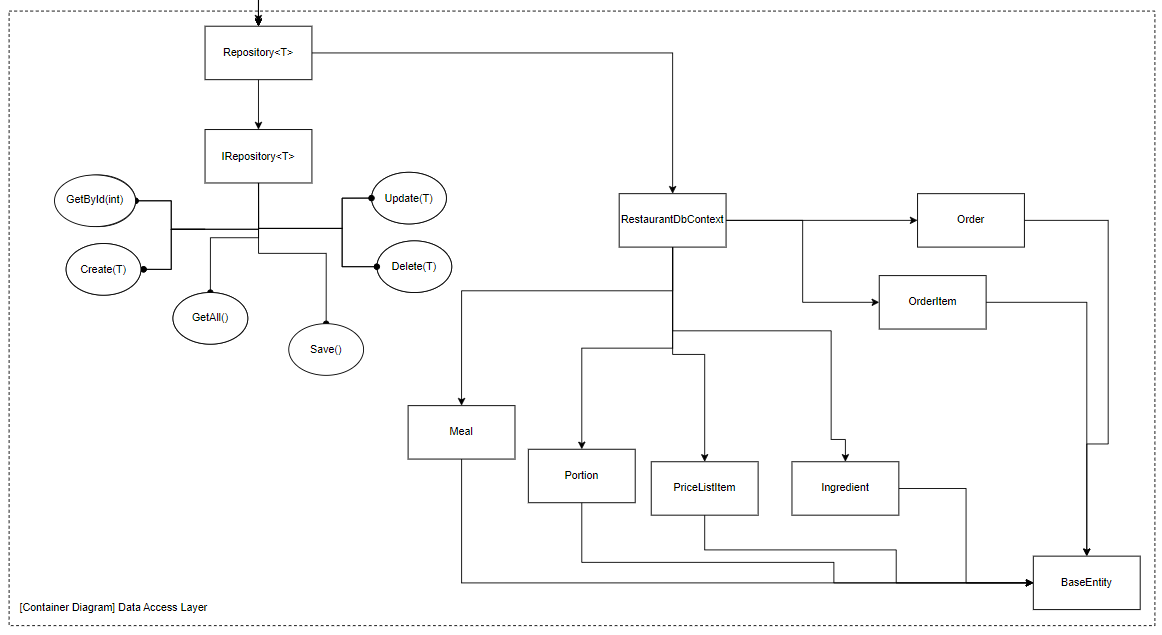 Repository<T>
IRepository<T>
GetById(int)
Update(T)
Create(T)
Delete(T)
GetAll()
Save()
RestaurantDbContext
Order
OrderItem
Meal
Portion
PriceListItem
Ingredient
BaseEntity
[Container Diagram] Data Access Layer